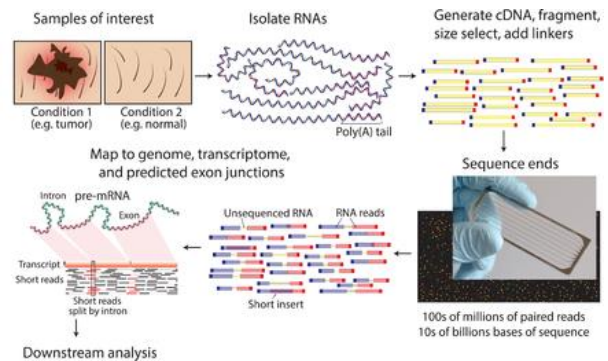 Samples of interest
Condition 1
(e.g. tumor)
Condition 2
(e.g. normal)
Isolate RNAs
Poly(A) tail
Generate cDNA, fragment,
size select, add linkers
Sequence ends
100s of millions of paired reads
10s of billions bases of sequence
Map to genome, transcriptome,
and predicted exon junctions
Intron
pre-mRNA
Exon
Transcript
Short reads
Short reads
split by intron
Unsequenced RNA
RNA reads
Short insert
Downstream analysis